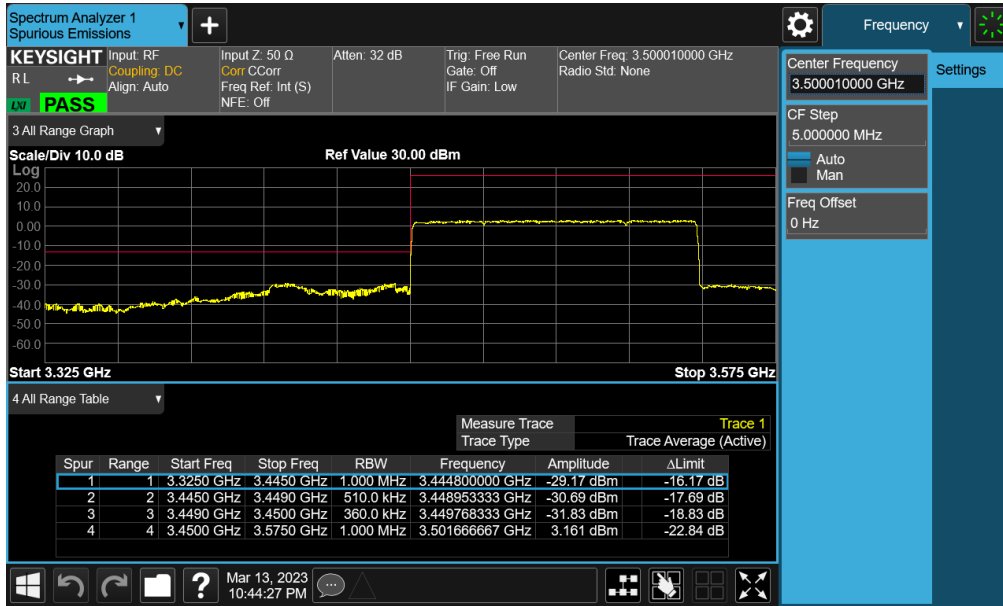 Spectrum Analyzer 1
Spurious Emissions
Frequency
KEYSIGHT
R L
LXI
PASS
Input: RF
Coupling: DC
Align: Auto
Input Z: 50 Ω
Corr CCorr
Freq Ref: Int (S)
NFE: Off
Atten: 32 dB
Trig: Free Run
Gate: Off
IF Gain: Low
Center Freq: 3.500010000 GHz
Radio Std: None
Center Frequency
3.500010000 GHz
Settings
CF Step
5.000000 MHz
Auto
Man
Freq Offset
0 Hz
3 All Range Graph
Scale/Div 10.0 dB
Ref Value 30.00 dBm
Log
20.0
10.0
0.00
-10.0
-20.0
-30.0
-40.0
-50.0
-60.0
Start 3.325 GHz
Stop 3.575 GHz
4 All Range Table
Measure Trace Trace 1
Trace Type Trace Average (Active)
Spur Range Start Freq Stop Freq RBW Frequency Amplitude ΔLimit
1 1 3.3250 GHz 3.4450 GHz 1.000 MHz 3.444800000 GHz -29.17 dBm -16.17 dB
2 2 3.4450 GHz 3.4490 GHz 510.0 kHz 3.448953333 GHz -30.69 dBm -17.69 dB
3 3 3.4490 GHz 3.4500 GHz 360.0 kHz 3.449768333 GHz -31.83 dBm -18.83 dB
4 4 3.4500 GHz 3.5750 GHz 1.000 MHz 3.501666667 GHz 3.161 dBm -22.84 dB
?
Mar 13, 2023
10:44:27 PM